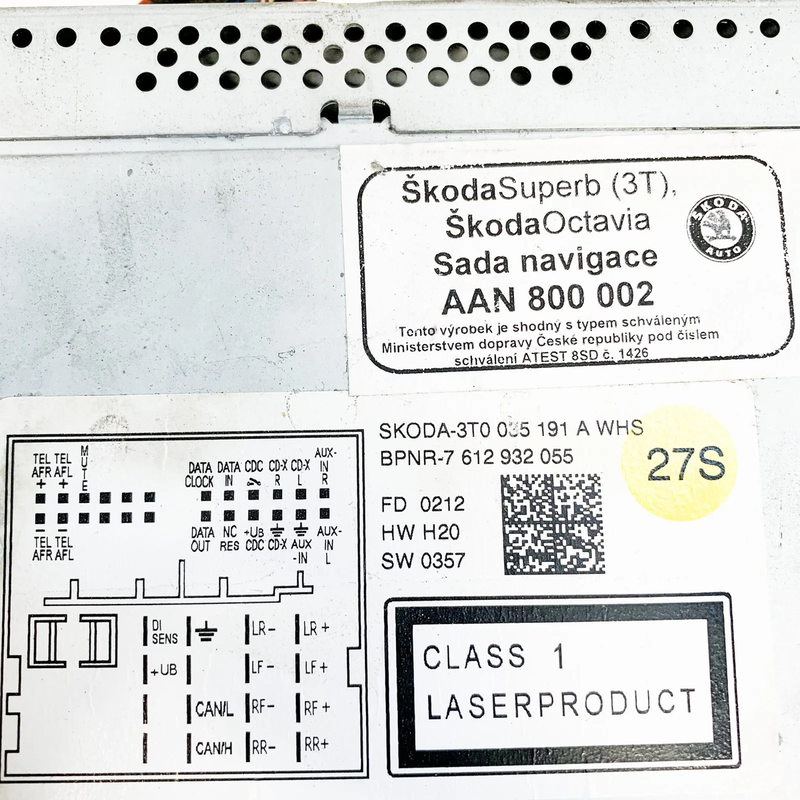 ŠkodaSuperb (3T),
ŠkodaOctavia
Sada navigace
AAN 800 002
Tento výrobek je shodný s typem schváleným
Ministerstvem dopravy České republiky pod číslem
schválení ATEST 8SD č. 1426
ŠKODA
AUTO
SKODA-3T0 035 191 A WHS
BPNR-7 612 932 055
27S
FD 0212
HW H20
SW 0357
CLASS 1
LASERPRODUCT
TEL TEL MUTE
AFR AFL
+ +
- -
TEL TEL
AFR AFL
DATA DATA CDC CD-X CD-X AUX-
CLOCK IN R L IN
R
DATA NC +UB AUX-
OUT RES CDC CD-X AUX IN
-IN L
DI LR- LR+
SENS
+UB LF- LF+
CAN/L RF- RF+
CAN/H RR- RR+